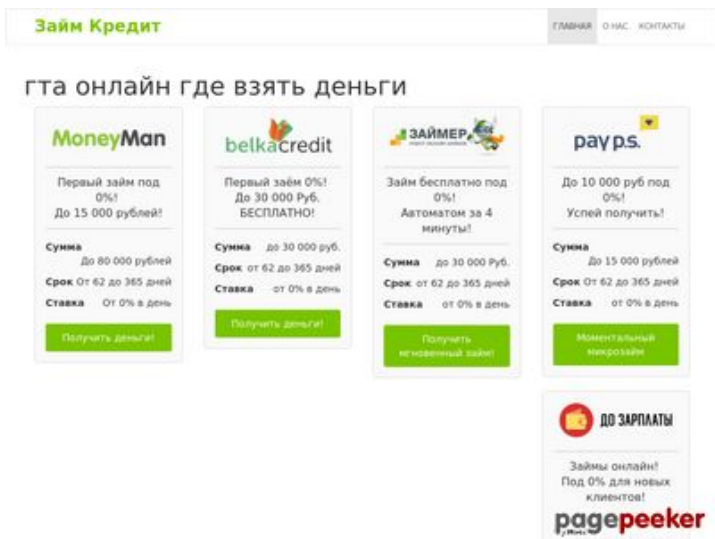 Займ Кредит
ГЛАВНАЯ О НАС КОНТАКТЫ
гта онлайн где взять деньги
MoneyMan
Первый займ под
0%!
До 15 000 рублей!
Сумма
До 80 000 рублей
Срок От 62 до 365 дней
Ставка От 0% в день
Получить деньги!
belkacredit
Первый заём 0%!
До 30 000 Руб.
БЕСПЛАТНО!
Сумма до 30 000 руб.
Срок от 62 до 365 дней
Ставка от 0% в день
Получить деньги!
ЗАЙМЕР
Займ бесплатно под
0%!
Автоматом за 4
минуты!
Сумма до 30 000 Руб.
Срок от 62 до 365 дней
Ставка от 0% в день
Получить
мгновенный займ!
pay p.s.
До 10 000 руб под
0%!
Успей получить!
Сумма
До 15 000 рублей
Срок От 62 до 365 дней
Ставка от 0% в день
Моментальный
микрозайм
ДО ЗАРПЛАТЫ
Займы онлайн!
Под 0% для новых
клиентов!
pagepeeker